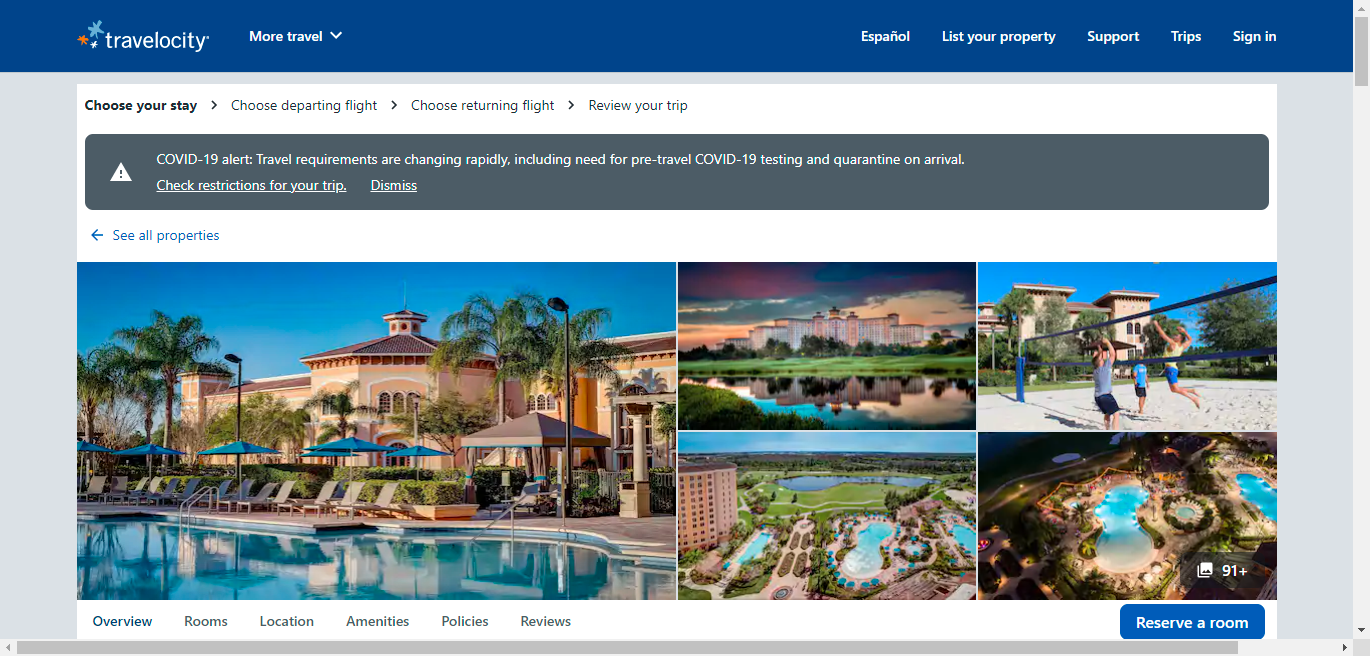 travelocity
More travel
Español
List your property
Support
Trips
Sign in
Choose your stay
Choose departing flight
Choose returning flight
Review your trip
COVID-19 alert: Travel requirements are changing rapidly, including need for pre-travel COVID-19 testing and quarantine on arrival.
Check restrictions for your trip.
Dismiss
See all properties
91+
Overview
Rooms
Location
Amenities
Policies
Reviews
Reserve a room